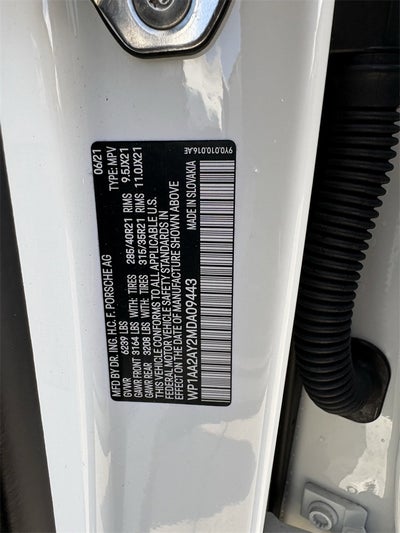 MFD BY DR. ING. H.C. F. PORSCHE AG 06/21
GVWR 6239 LBS TYPE: MPV
GAWR FRONT 3164 LBS WITH: TIRES 285/40R21 RIMS 9.5JX21
GAWR REAR 3208 LBS WITH: TIRES 315/35R21 RIMS 11.0JX21
THIS VEHICLE CONFORMS TO ALL APPLICABLE U.S.
FEDERAL MOTOR VEHICLE SAFETY STANDARDS IN
EFFECT ON THE DATE OF MANUFACTURE SHOWN ABOVE
WP1AA2AY2MDA09443 MADE IN SLOVAKIA
9Y0.010.016.AE